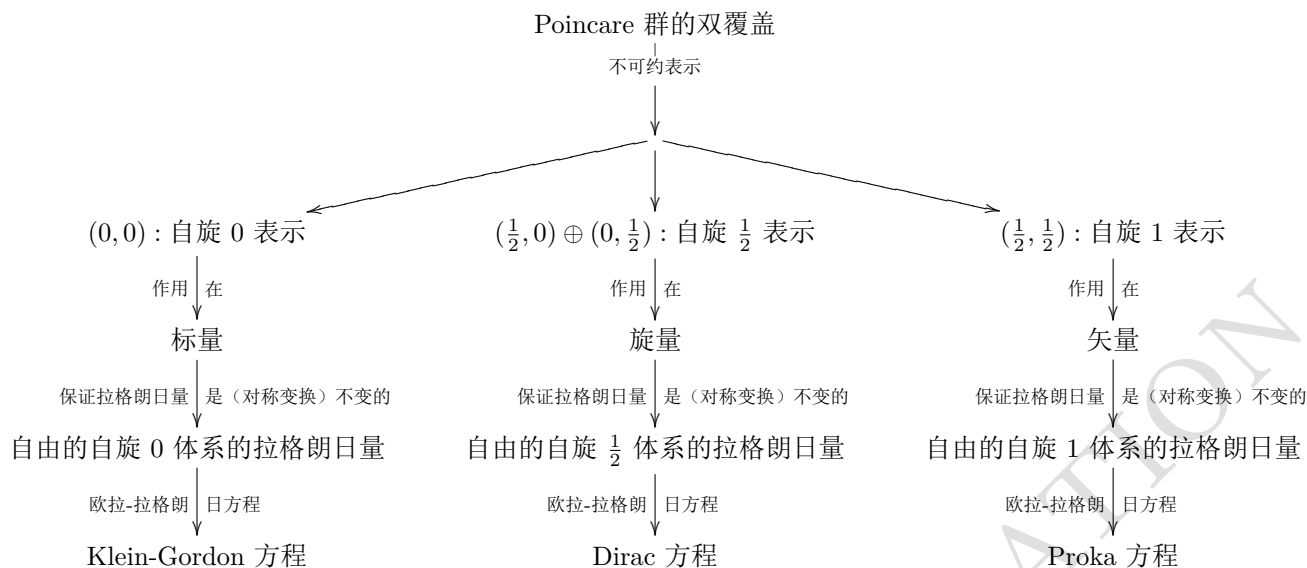 Poincare 群的双覆盖
不可约表示
(0, 0) : 自旋 0 表示
(1/2, 0) ⊕ (0, 1/2) : 自旋 1/2 表示
(1/2, 1/2) : 自旋 1 表示
作用 在
作用 在
作用 在
标量
旋量
矢量
保证拉格朗日量 是（对称变换）不变的
保证拉格朗日量 是（对称变换）不变的
保证拉格朗日量 是（对称变换）不变的
自由的自旋 0 体系的拉格朗日量
自由的自旋 1/2 体系的拉格朗日量
自由的自旋 1 体系的拉格朗日量
欧拉-拉格朗 日方程
欧拉-拉格朗 日方程
欧拉-拉格朗 日方程
Klein-Gordon 方程
Dirac 方程
Proka 方程
ATION